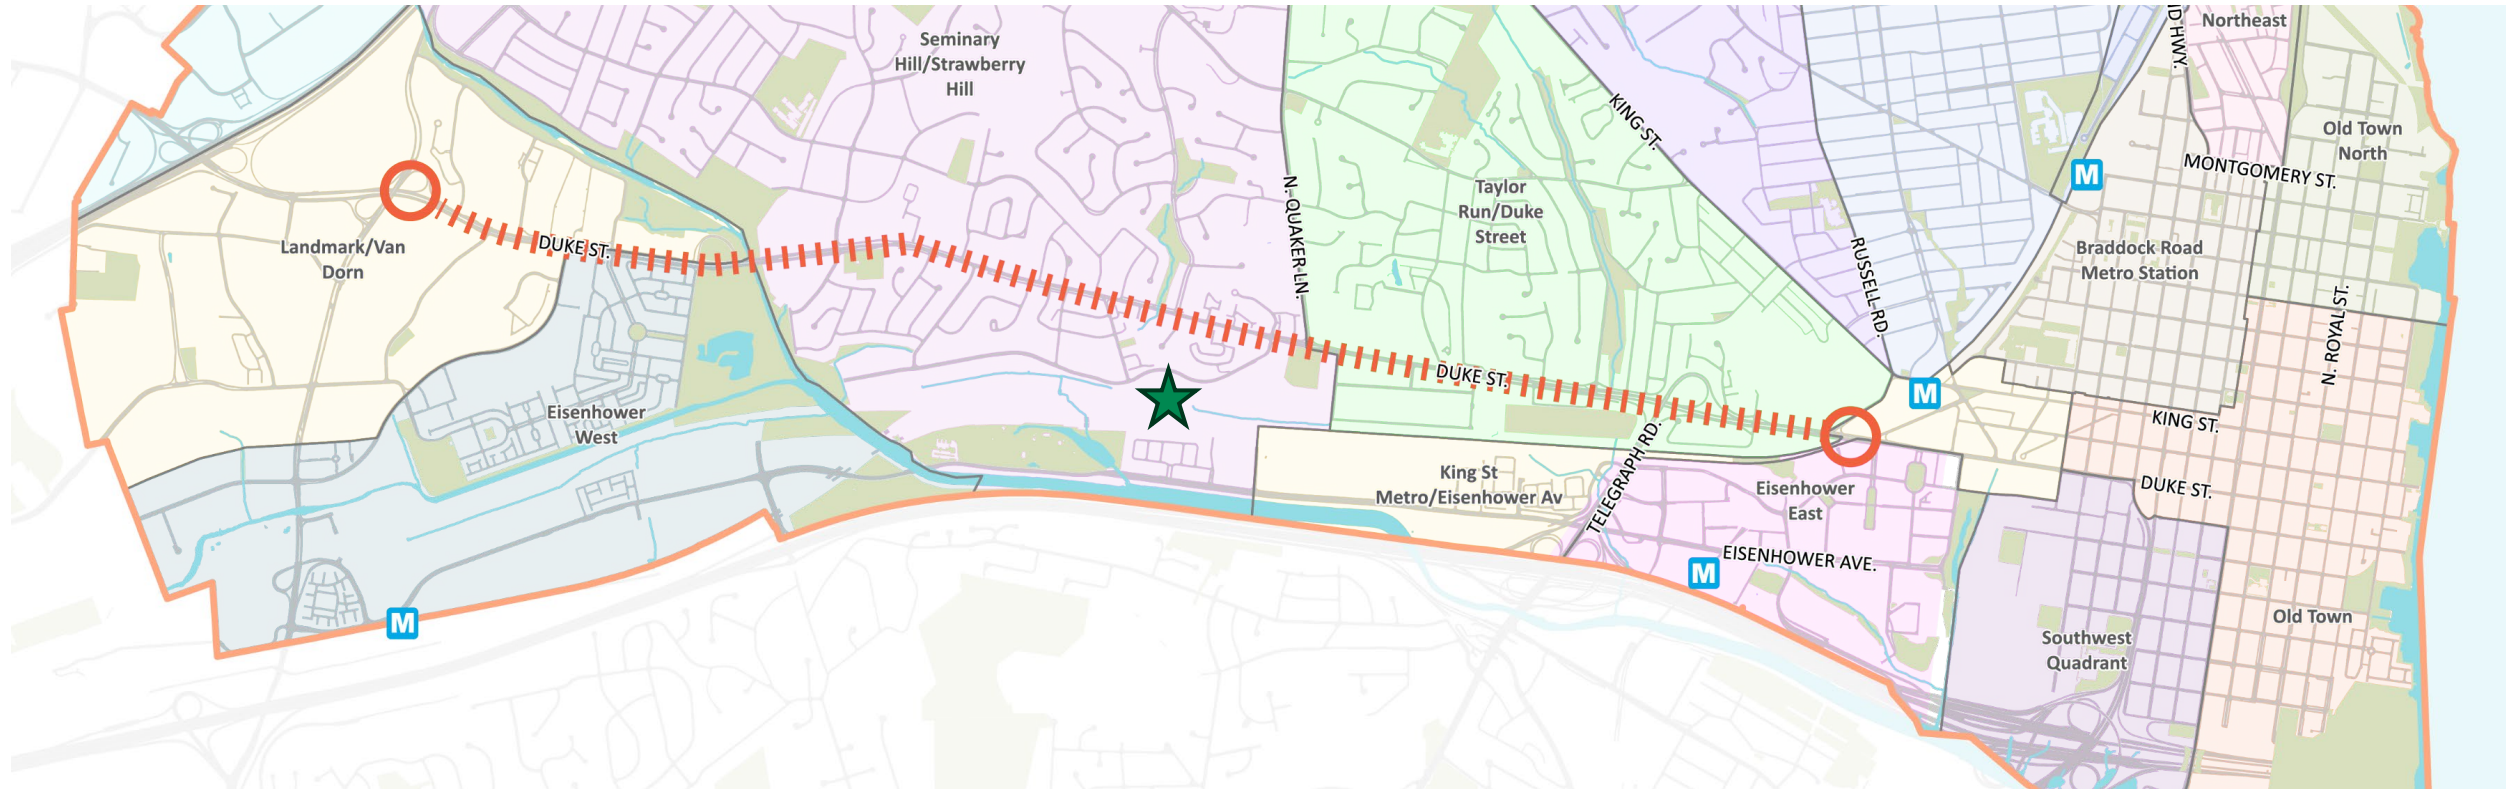 Seminary
Hill/Strawberry
Hill
Northeast
ID HWY.
KING ST.
Old Town
North
MONTGOMERY ST.
M
Taylor
Run/Duke
Street
N. QUAKER LN.
Landmark/Van
Dorn
DUKE ST.
RUSSELL RD.
Braddock Road
Metro Station
N. ROYAL ST.
DUKE ST.
M
KING ST.
Eisenhower
West
TELEGRAPH RD.
King St
Metro/Eisenhower Av
Eisenhower
East
DUKE ST.
EISENHOWER AVE.
M
M
Old Town
Southwest
Quadrant